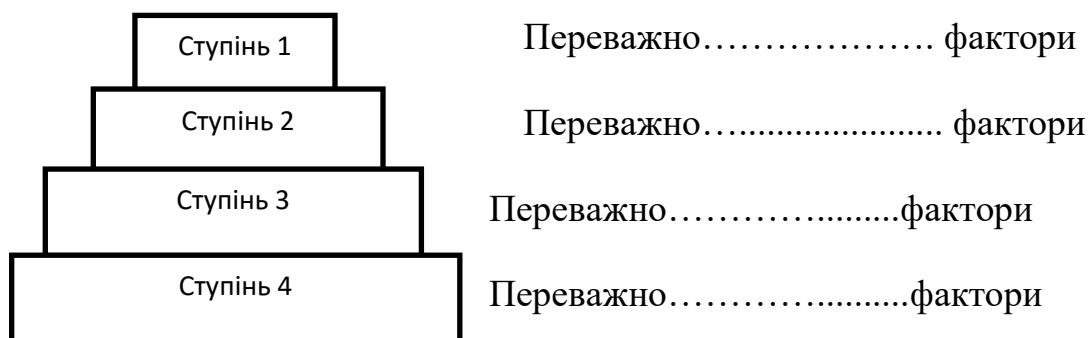 Ступінь 1
Переважно………………. фактори
Ступінь 2
Переважно…...................... фактори
Ступінь 3
Переважно………….........фактори
Ступінь 4
Переважно…………..........фактори